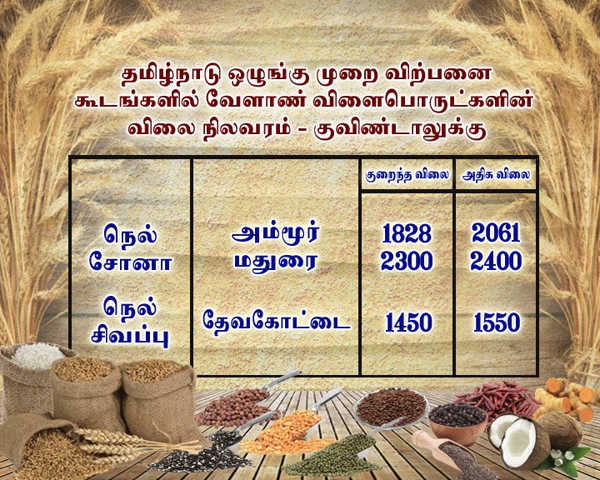 தமிழ்நாடு ஒழுங்கு முறை விற்பனை
கூடங்களில் வேளாண் விளைபொருட்களின்
விலை நிலவரம் - குவிண்டாலுக்கு
குறைந்த விலை அதிக விலை
நெல் அம்மூர் 1828 2061
சோனா மதுரை 2300 2400
நெல்
சிவப்பு தேவகோட்டை 1450 1550